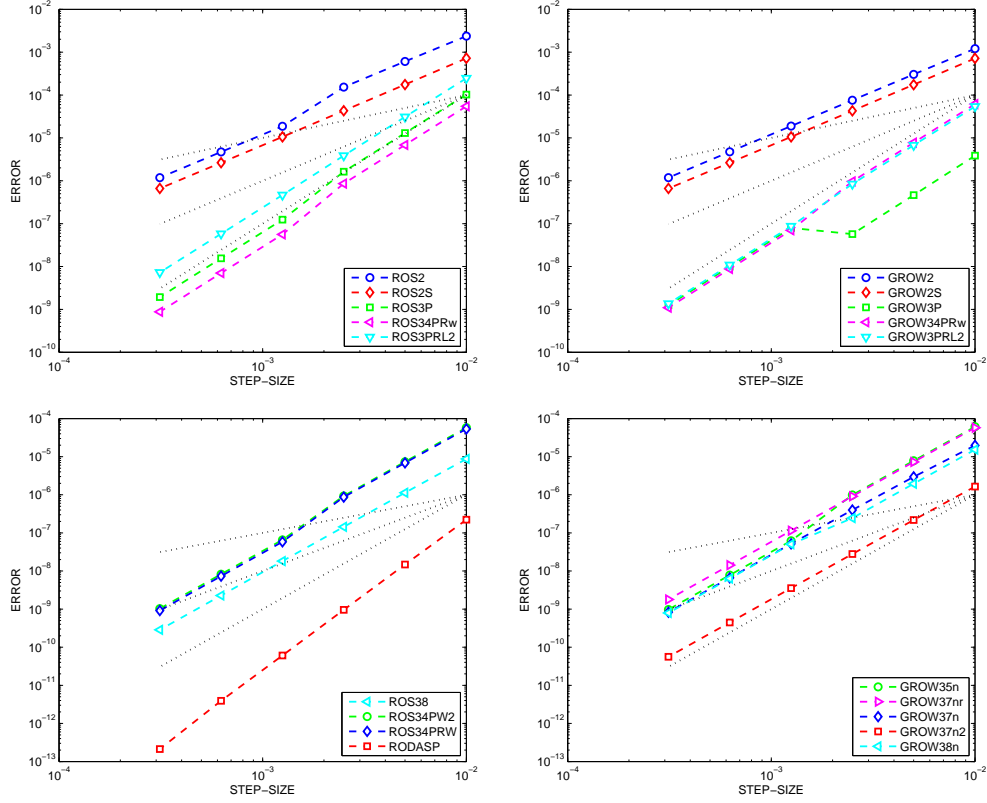 10^-2
10^-3
10^-4
10^-5
10^-6
10^-7
10^-8
10^-9
10^-10
ERROR
10^-4
10^-3
10^-2
STEP-SIZE
ROS2
ROS2S
ROS3P
ROS34PRw
ROS3PRL2
10^-2
10^-3
10^-4
10^-5
10^-6
10^-7
10^-8
10^-9
10^-10
ERROR
10^-4
10^-3
10^-2
STEP-SIZE
GROW2
GROW2S
GROW3P
GROW34PRw
GROW3PRL2
10^-4
10^-5
10^-6
10^-7
10^-8
10^-9
10^-10
10^-11
10^-12
10^-13
ERROR
10^-4
10^-3
10^-2
STEP-SIZE
ROS38
ROS34PW2
ROS34PRW
RODASP
10^-4
10^-5
10^-6
10^-7
10^-8
10^-9
10^-10
10^-11
10^-12
10^-13
ERROR
10^-4
10^-3
10^-2
STEP-SIZE
GROW35n
GROW37nr
GROW37n
GROW37n2
GROW38n